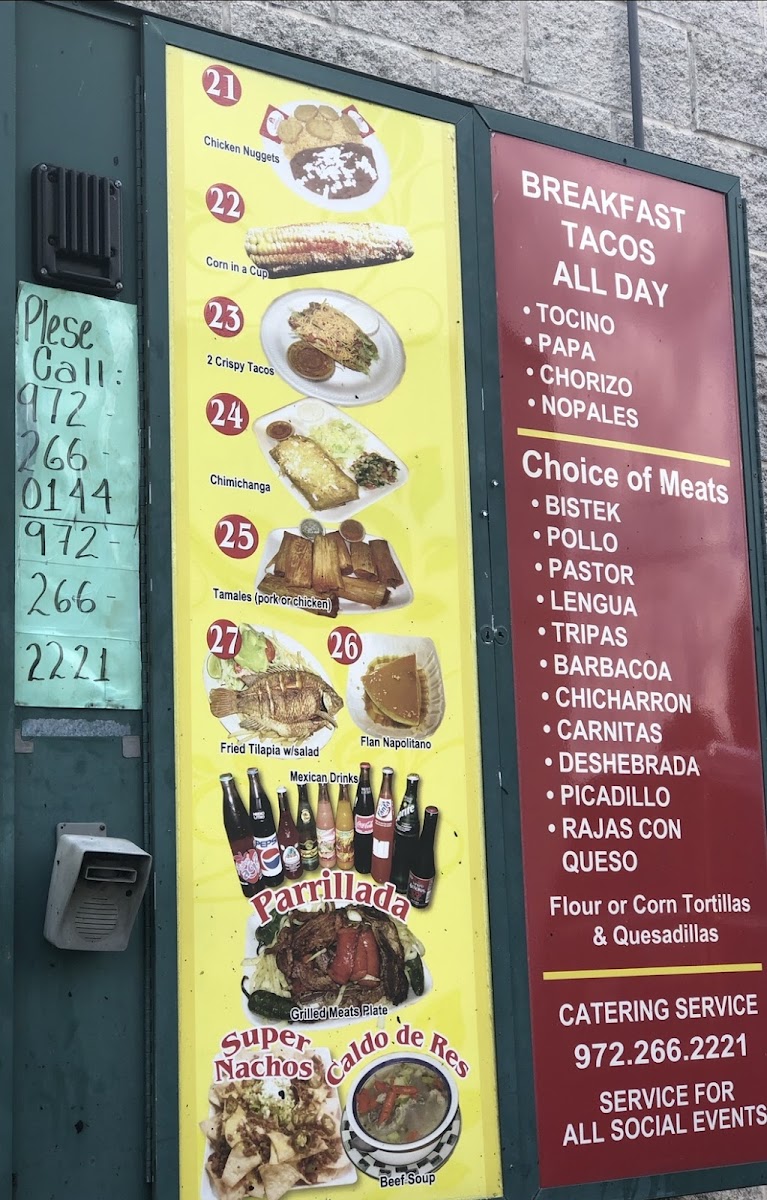 Plese
Call:
972-
266-
0144
972-
266-
2221
21
Chicken Nuggets
22
Corn in a Cup
23
2 Crispy Tacos
24
Chimichanga
25
Tamales (pork or chicken)
27
Fried Tilapia w/salad
26
Flan Napolitano
Mexican Drinks
PEPSI
Coca-Cola
Parrillada
Grilled Meats Plate
Super
Nachos
Caldo de Res
Beef Soup
BREAKFAST
TACOS
ALL DAY
• TOCINO
• PAPA
• CHORIZO
• NOPALES
Choice of Meats
• BISTEK
• POLLO
• PASTOR
• LENGUA
• TRIPAS
• BARBACOA
• CHICHARRON
• CARNITAS
• DESHEBRADA
• PICADILLO
• RAJAS CON
QUESO
Flour or Corn Tortillas
& Quesadillas
CATERING SERVICE
972.266.2221
SERVICE FOR
ALL SOCIAL EVENTS